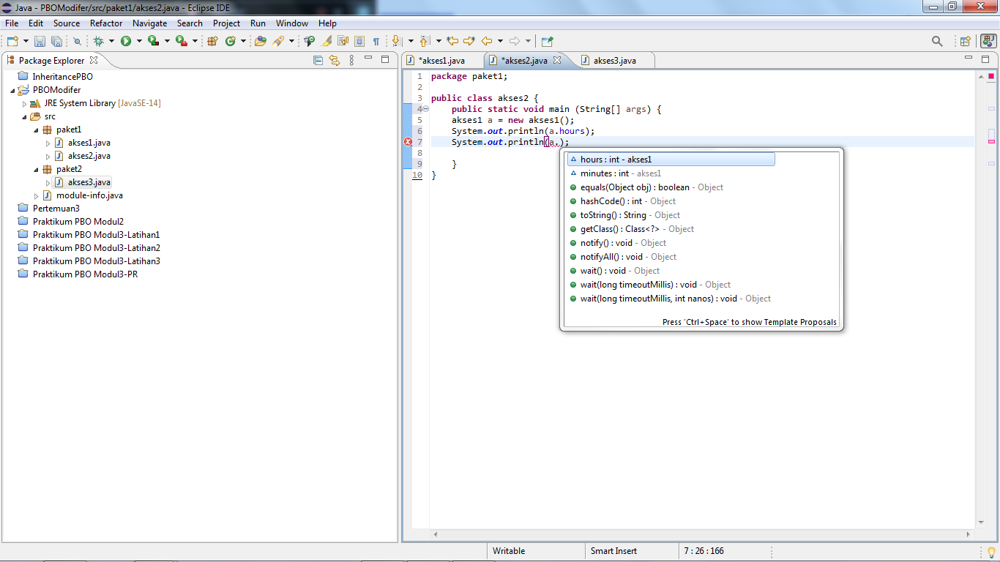 Java - PBOModifer/src/paket1/akses2.java - Eclipse IDE
File Edit Source Refactor Navigate Search Project Run Window Help
Package Explorer
InheritancePBO
PBOModifer
JRE System Library [JavaSE-14]
src
paket1
akses1.java
akses2.java
paket2
akses3.java
module-info.java
Pertemuan3
Praktikum PBO Modul2
Praktikum PBO Modul3-Latihan1
Praktikum PBO Modul3-Latihan2
Praktikum PBO Modul3-Latihan3
Praktikum PBO Modul3-PR
*akses1.java *akses2.java akses3.java
1 package paket1;
2
3 public class akses2 {
4 public static void main (String[] args) {
5 akses1 a = new akses1();
6 System.out.println(a.hours);
7 System.out.println(a.);
8
9 }
10 }
hours : int - akses1
minutes : int - akses1
equals(Object obj) : boolean - Object
hashCode() : int - Object
toString() : String - Object
getClass() : Class<?> - Object
notify() : void - Object
notifyAll() : void - Object
wait() : void - Object
wait(long timeoutMillis) : void - Object
wait(long timeoutMillis, int nanos) : void - Object
Press 'Ctrl+Space' to show Template Proposals
Writable Smart Insert 7 : 26 : 166